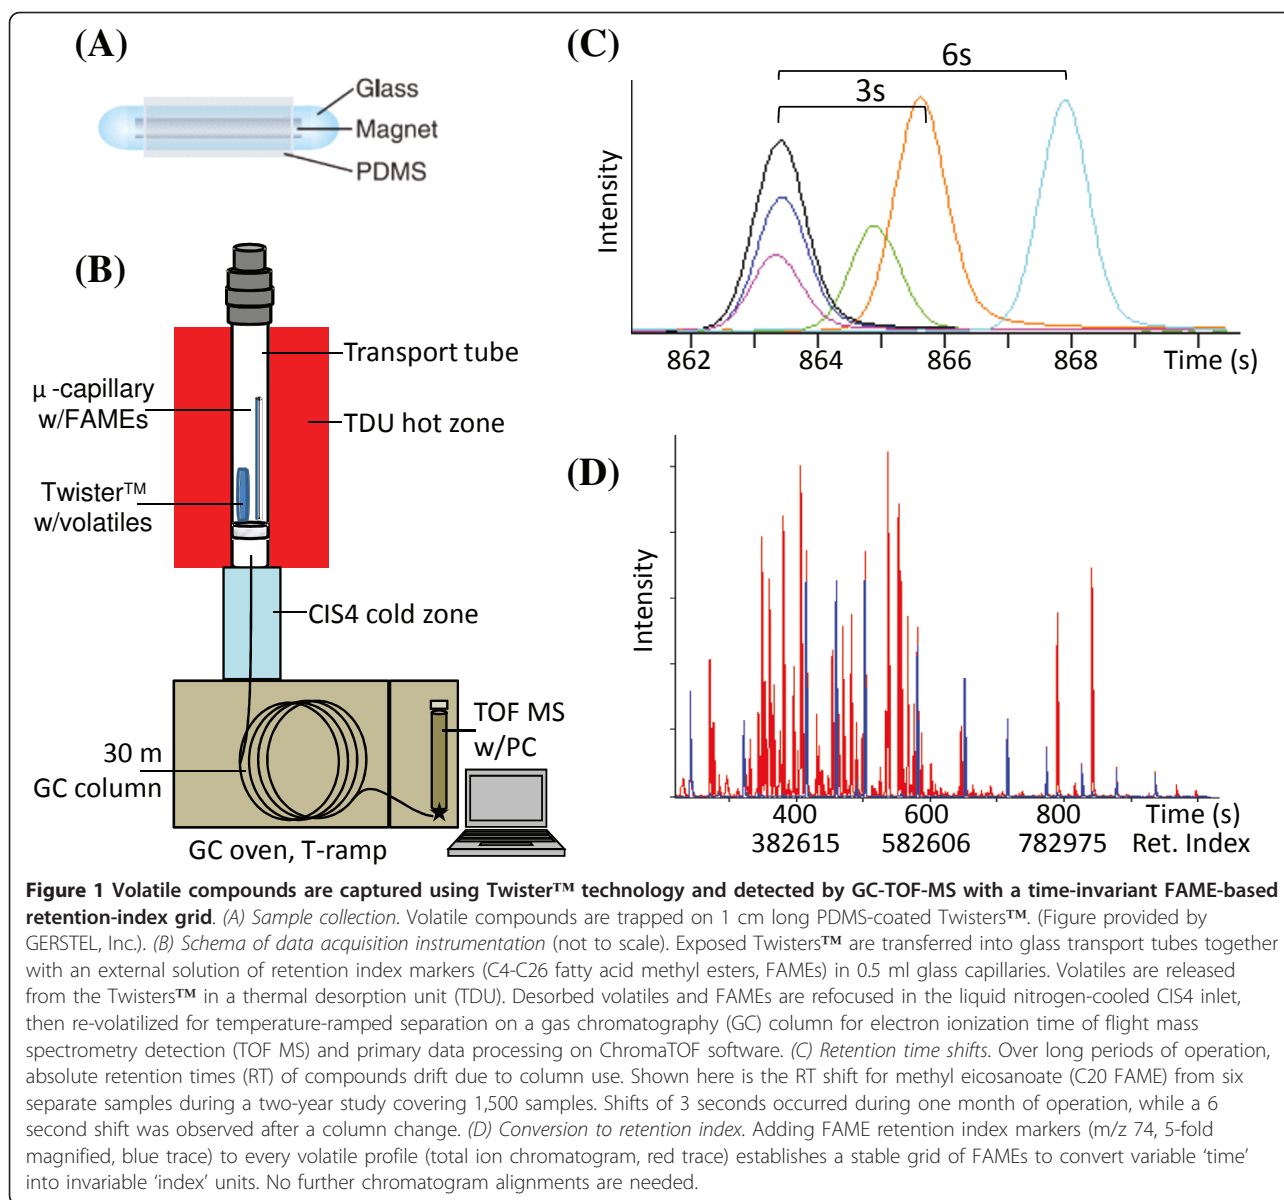 (A)
Glass
Magnet
PDMS
(B)
Transport tube
μ -capillary
w/FAMEs
TDU hot zone
Twister™
w/volatiles
CIS4 cold zone
TOF MS
w/PC
30 m
GC column
GC oven, T-ramp
(C)
6s
3s
Intensity
862 864 866 868 Time (s)
(D)
Intensity
400 600 800 Time (s)
382615 582606 782975 Ret. Index
Figure 1 Volatile compounds are captured using Twister™ technology and detected by GC-TOF-MS with a time-invariant FAME-based
retention-index grid. (A) Sample collection. Volatile compounds are trapped on 1 cm long PDMS-coated Twisters™. (Figure provided by
GERSTEL, Inc.). (B) Schema of data acquisition instrumentation (not to scale). Exposed Twisters™ are transferred into glass transport tubes together
with an external solution of retention index markers (C4-C26 fatty acid methyl esters, FAMEs) in 0.5 ml glass capillaries. Volatiles are released
from the Twisters™ in a thermal desorption unit (TDU). Desorbed volatiles and FAMEs are refocused in the liquid nitrogen-cooled CIS4 inlet,
then re-volatilized for temperature-ramped separation on a gas chromatography (GC) column for electron ionization time of flight mass
spectrometry detection (TOF MS) and primary data processing on ChromaTOF software. (C) Retention time shifts. Over long periods of operation,
absolute retention times (RT) of compounds drift due to column use. Shown here is the RT shift for methyl eicosanoate (C20 FAME) from six
separate samples during a two-year study covering 1,500 samples. Shifts of 3 seconds occurred during one month of operation, while a 6
second shift was observed after a column change. (D) Conversion to retention index. Adding FAME retention index markers (m/z 74, 5-fold
magnified, blue trace) to every volatile profile (total ion chromatogram, red trace) establishes a stable grid of FAMEs to convert variable ‘time’
into invariable ‘index’ units. No further chromatogram alignments are needed.